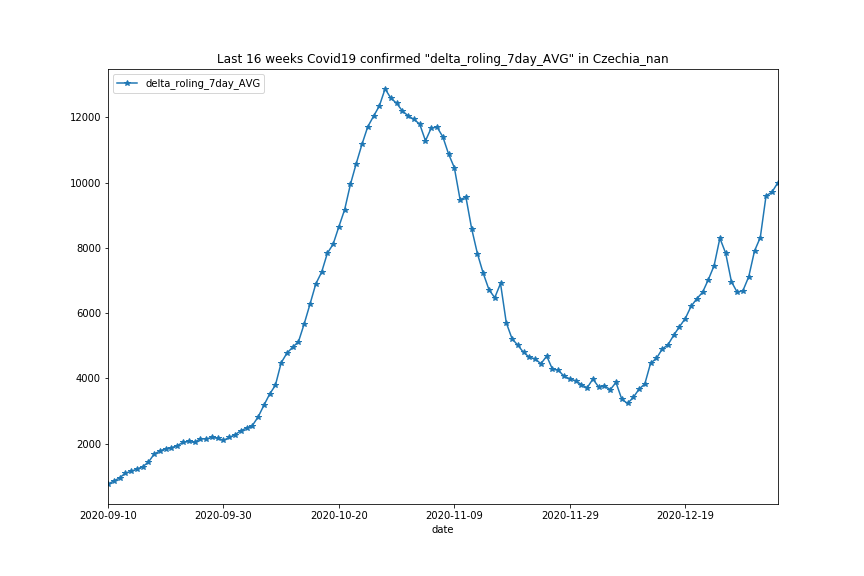 Last 16 weeks Covid19 confirmed "delta_roling_7day_AVG" in Czechia_nan
delta_roling_7day_AVG
12000
10000
8000
6000
4000
2000
2020-09-10 2020-09-30 2020-10-20 2020-11-09 2020-11-29 2020-12-19
date